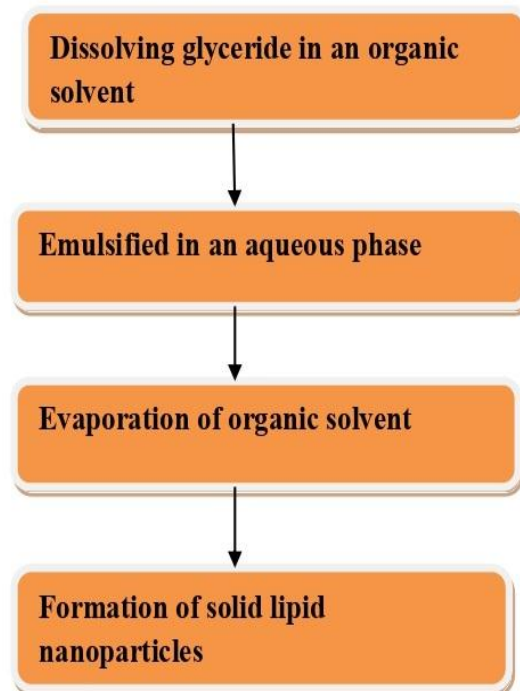 Dissolving glyceride in an organic
solvent
Emulsified in an aqueous phase
Evaporation of organic solvent
Formation of solid lipid
nanoparticles